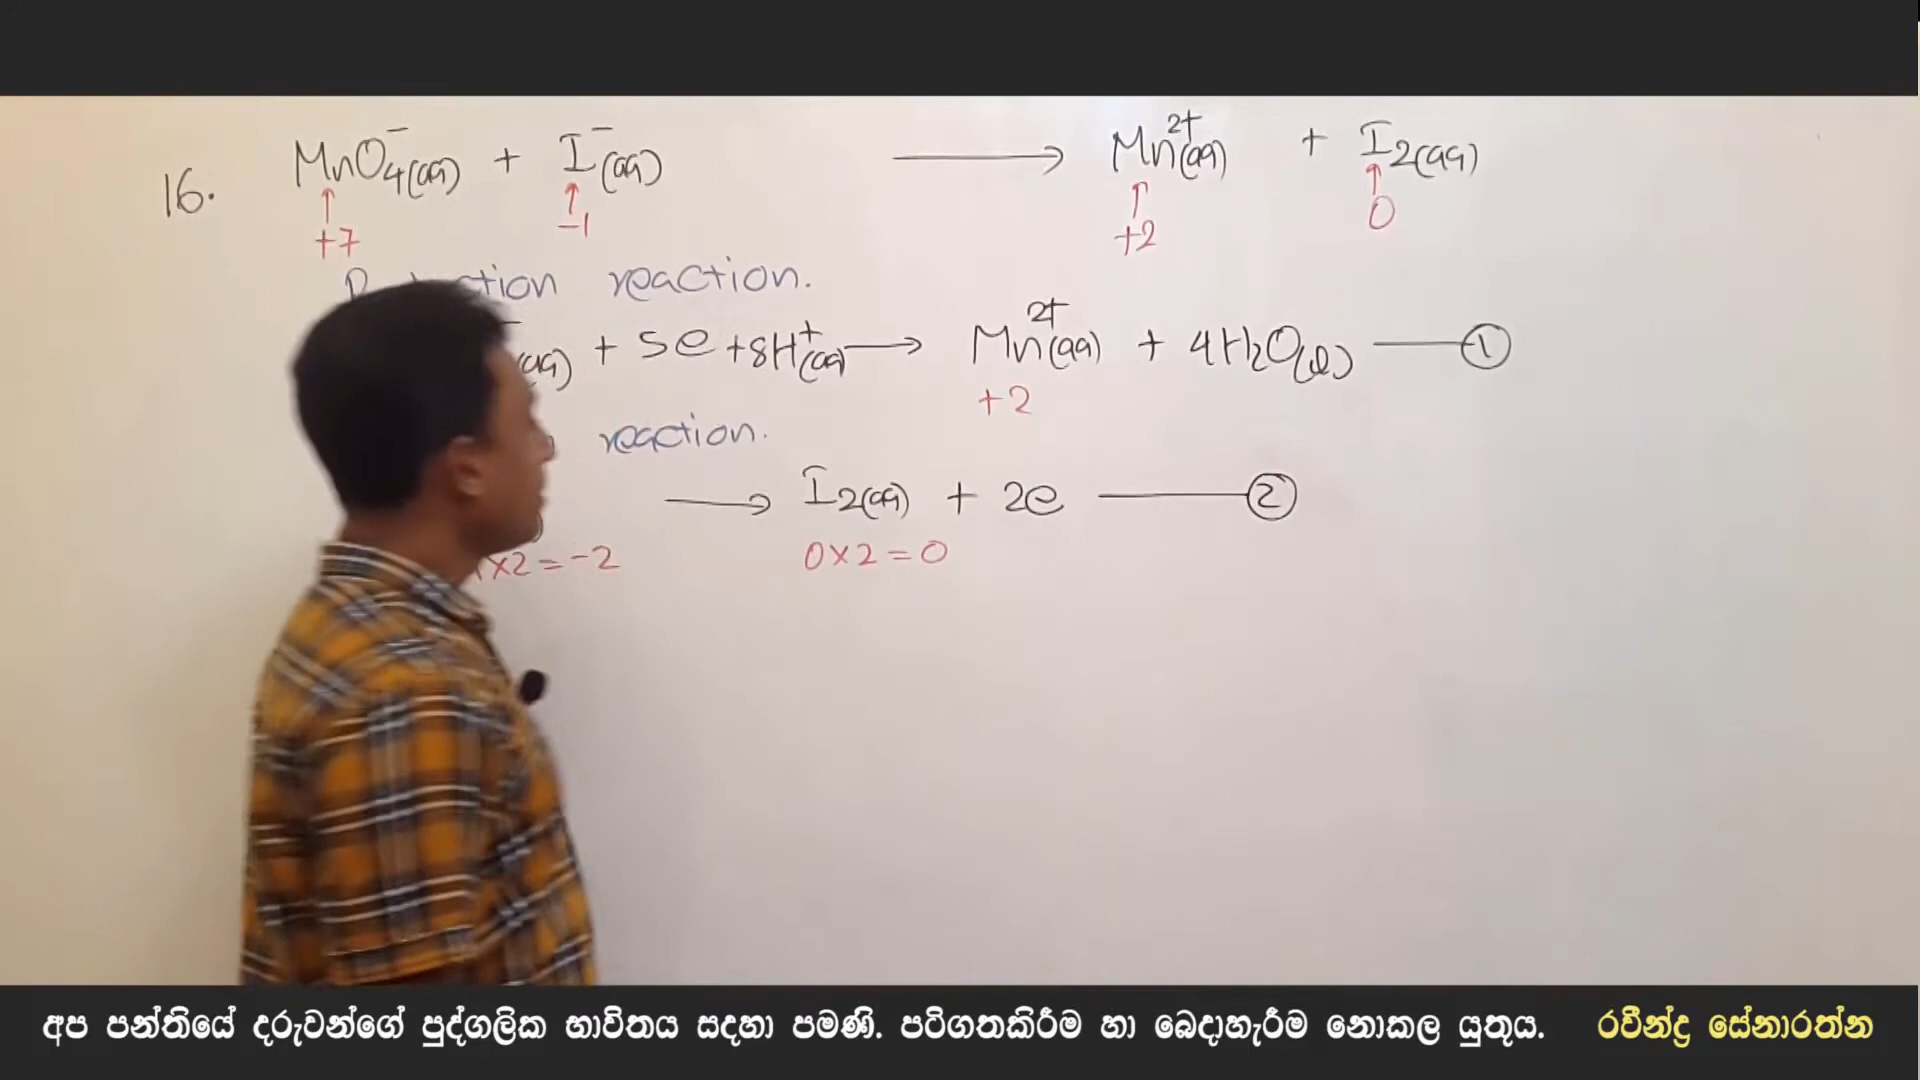 16. MnO₄⁻(aq) + I⁻(aq) ⟶ Mn²⁺(aq) + I₂(aq)
↑ ↑ ↑ ↑
+7 -1 +2 0
reaction.
(aq) + 5e + 8H⁺(aq) ⟶ Mn²⁺(aq) + 4H₂O(l) — ①
+2
reaction.
⟶ I₂(aq) + 2e — ②
×2 = -2 0×2 = 0
අප පන්තියේ දරුවන්ගේ පුද්ගලික භාවිතය සදහා පමණි. පටිගතකිරීම හා බෙදාහැරීම නොකල යුතුය. රවීන්ද්‍ර සේනාරත්න